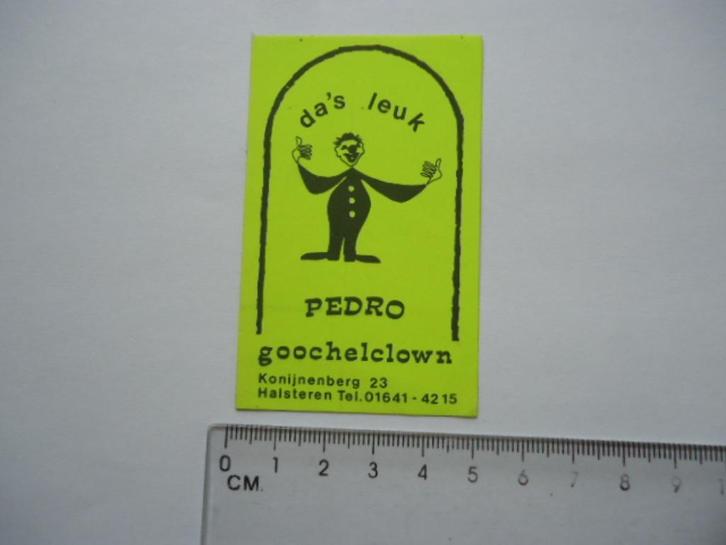 da's leuk
PEDRO
goochelclown
Konijnenberg 23
Halsteren Tel. 01641 - 4215
0 1 2 3 4 5 6 7 8 9 1
CM.